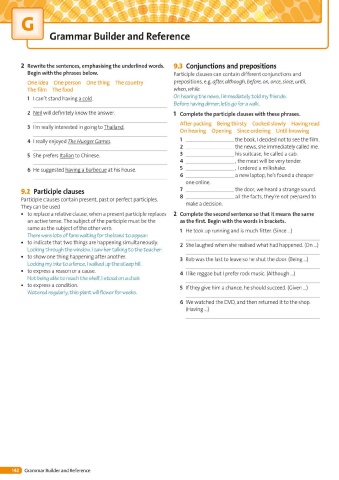 G
Grammar Builder and Reference
2 Rewrite the sentences, emphasising the underlined words.
Begin with the phrases below.
One idea One person One thing The country
The film The food
1 I can't stand having a cold.
2 Neil will definitely know the answer.
3 I'm really interested in going to Thailand.
4 I really enjoyed The Hunger Games.
5 She prefers Italian to Chinese.
6 He suggested having a barbecue at his house.
9.2 Participle clauses
Participle clauses contain present, past or perfect participles.
They can be used
• to replace a relative clause, when a present participle replaces
an active tense. The subject of the participle must be the
same as the subject of the other verb.
There were lots of fans waiting for the band to appear.
• to indicate that two things are happening simultaneously.
Looking through the window, I saw her talking to the teacher.
• to show one thing happening after another.
Locking my bike to a fence, I walked up the steep hill.
• to express a reason or a cause.
Not being able to reach the shelf, I stood on a chair.
• to express a condition.
Watered regularly, this plant will flower for weeks.
9.3 Conjunctions and prepositions
Participle clauses can contain different conjunctions and
prepositions, e.g. after, although, before, on, once, since, until,
when, while.
On hearing the news, I immediately told my friends.
Before having dinner, let's go for a walk.
1 Complete the participle clauses with these phrases.
After packing Being thirsty Cooked slowly Having read
On hearing Opening Since ordering Until knowing
1 ____ the book, I decided not to see the film.
2 ____ the news, she immediately called me.
3 ____ his suitcase, he called a cab.
4 ____, the meat will be very tender.
5 ____, I ordered a milkshake.
6 ____ a new laptop, he's found a cheaper
one online.
7 ____ the door, we heard a strange sound.
8 ____ all the facts, they're not prepared to
make a decision.
2 Complete the second sentence so that it means the same
as the first. Begin with the words in brackets.
1 He took up running and is much fitter. (Since ...)
2 She laughed when she realised what had happened. (On ...)
3 Rob was the last to leave so he shut the door. (Being ...)
4 I like reggae but I prefer rock music. (Although ...)
5 If they give him a chance, he should succeed. (Given ...)
6 We watched the DVD, and then returned it to the shop.
(Having ...)
Grammar Builder and Reference